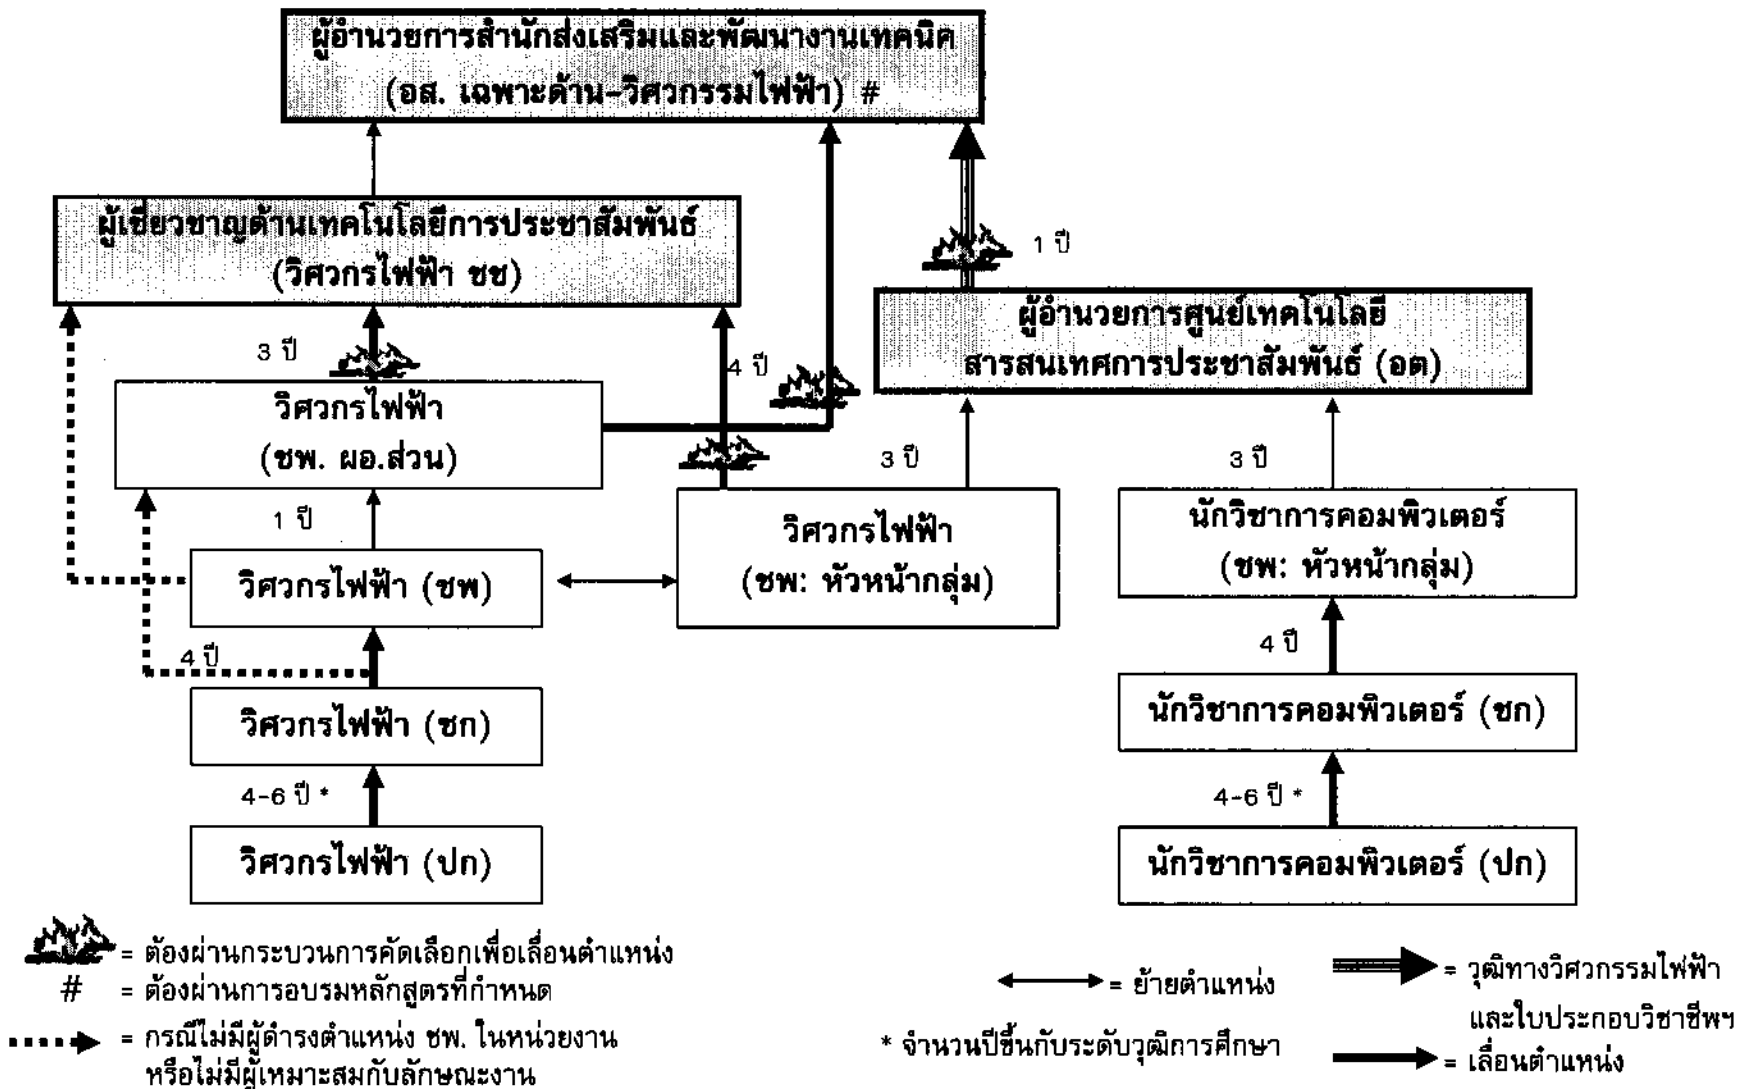 ผู้อำนวยการสำนักส่งเสริมและพัฒนางานเทคนิค
(อส. เฉพาะด้าน-วิศวกรรมไฟฟ้า) #
ผู้เชี่ยวชาญด้านเทคโนโลยีการประชาสัมพันธ์
(วิศวกรไฟฟ้า ชช)
1 ปี
ผู้อำนวยการศูนย์เทคโนโลยี
สารสนเทศการประชาสัมพันธ์ (อต)
3 ปี
4 ปี
วิศวกรไฟฟ้า
(ชพ. ผอ.ส่วน)
3 ปี
3 ปี
1 ปี
วิศวกรไฟฟ้า
(ชพ: หัวหน้ากลุ่ม)
นักวิชาการคอมพิวเตอร์
(ชพ: หัวหน้ากลุ่ม)
วิศวกรไฟฟ้า (ชพ)
4 ปี
4 ปี
วิศวกรไฟฟ้า (ชก)
นักวิชาการคอมพิวเตอร์ (ชก)
4-6 ปี *
4-6 ปี *
วิศวกรไฟฟ้า (ปก)
นักวิชาการคอมพิวเตอร์ (ปก)
= ต้องผ่านกระบวนการคัดเลือกเพื่อเลื่อนตำแหน่ง
# = ต้องผ่านการอบรมหลักสูตรที่กำหนด
= กรณีไม่มีผู้ดำรงตำแหน่ง ชพ. ในหน่วยงาน
หรือไม่มีผู้เหมาะสมกับลักษณะงาน
= ย้ายตำแหน่ง
* จำนวนปีขึ้นกับระดับวุฒิการศึกษา
= วุฒิทางวิศวกรรมไฟฟ้า
และใบประกอบวิชาชีพฯ
= เลื่อนตำแหน่ง